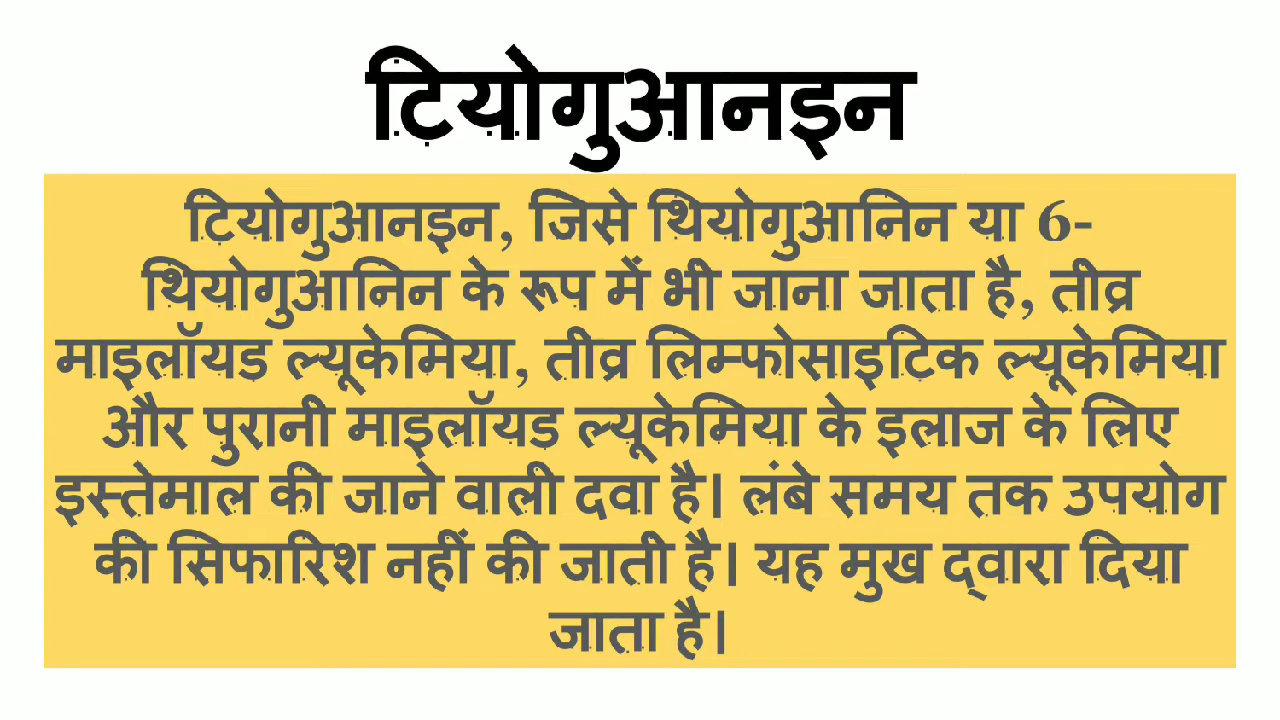 टियोगुआनइन
टियोगुआनइन, जिसे थियोगुआनिन या 6-
थियोगुआनिन के रूप में भी जाना जाता है, तीव्र
माइलॉयड ल्यूकेमिया, तीव्र लिम्फोसाइटिक ल्यूकेमिया
और पुरानी माइलॉयड ल्यूकेमिया के इलाज के लिए
इस्तेमाल की जाने वाली दवा है। लंबे समय तक उपयोग
की सिफारिश नहीं की जाती है। यह मुख द्वारा दिया
जाता है।